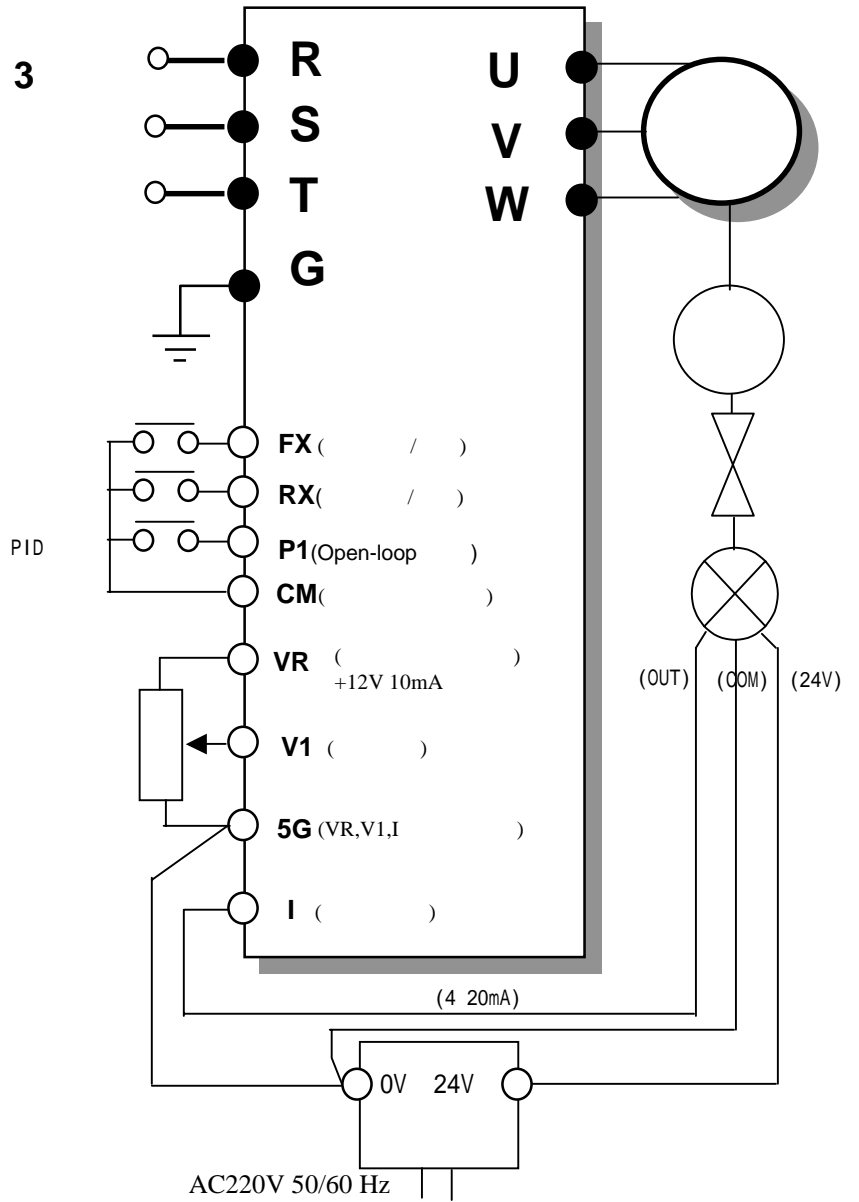 3
R
U
S
V
T
W
G
FX ( / )
RX( / )
PID
P1(Open-loop )
CM( )
VR ( )
+12V 10mA
(OUT) (COM) (24V)
V1 ( )
5G (VR,V1,I )
I ( )
(4 20mA)
0V 24V
AC220V 50/60 Hz